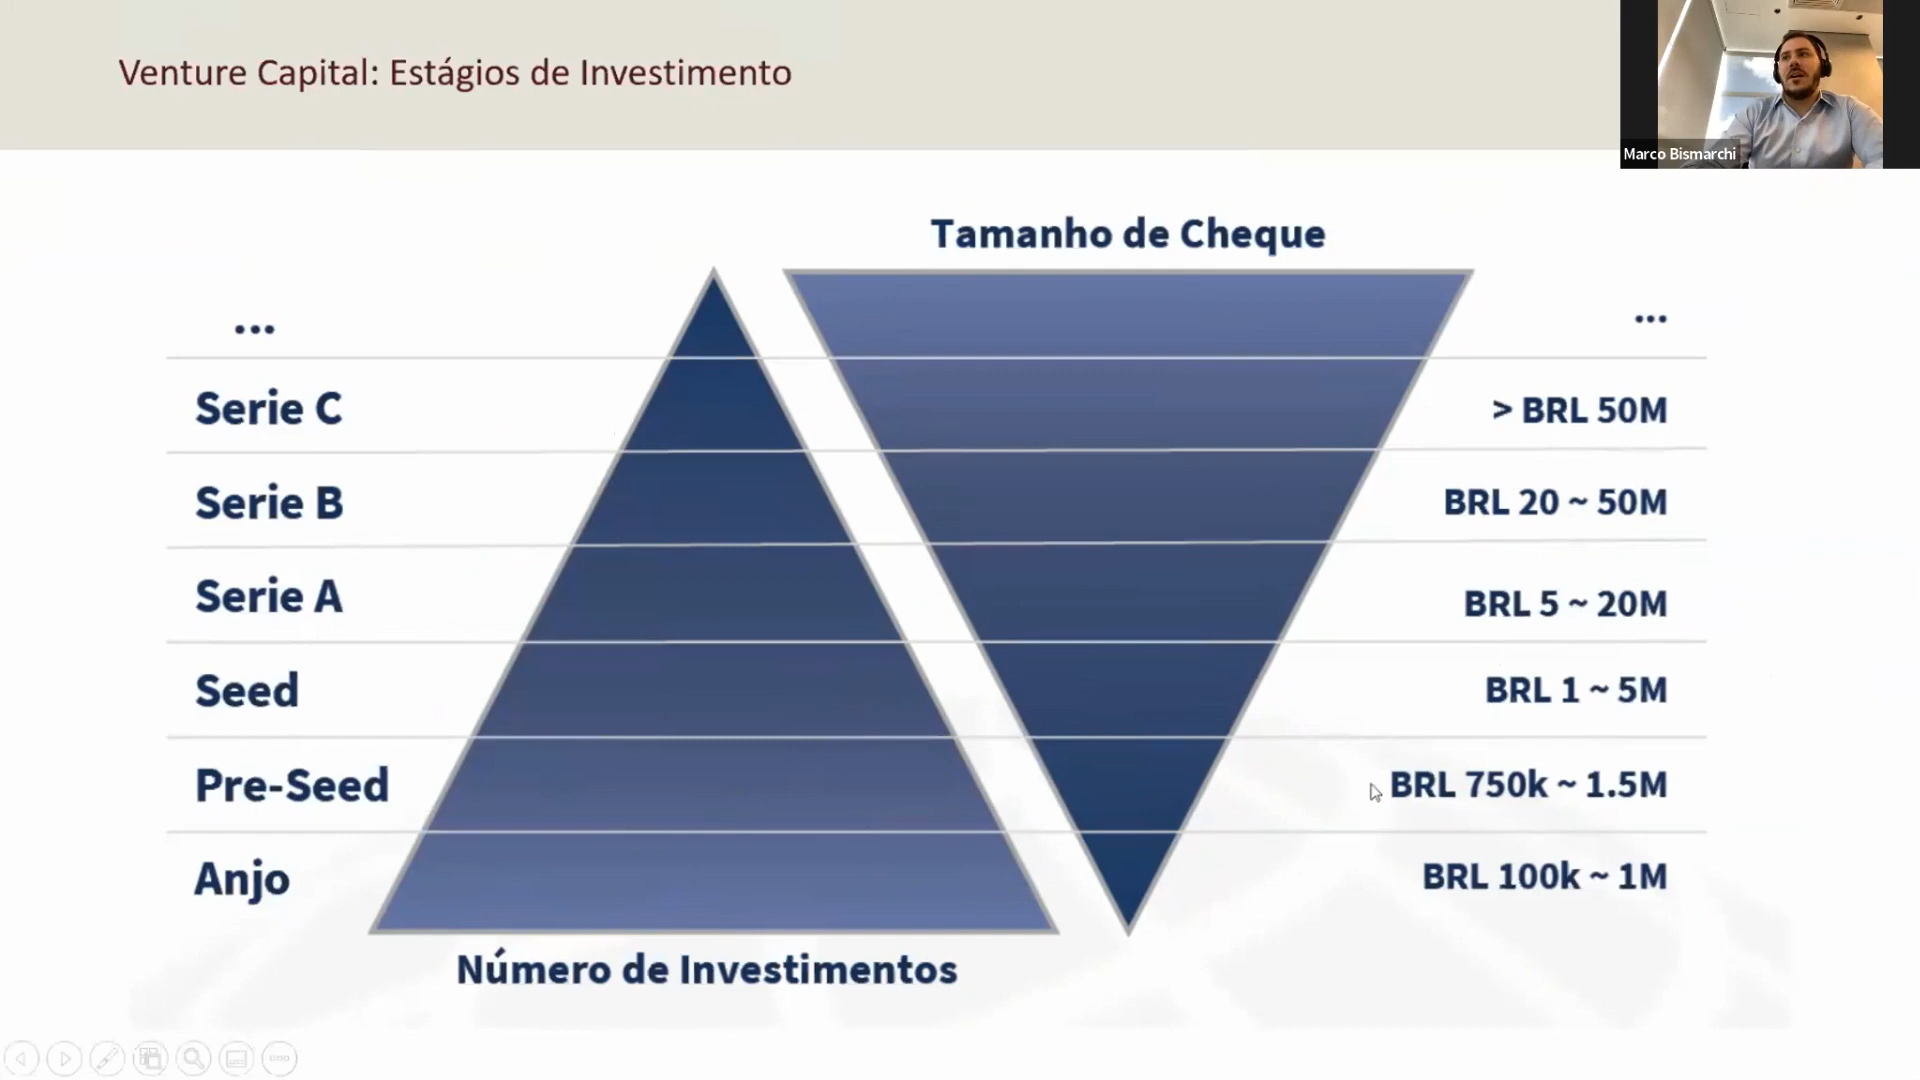 Venture Capital: Estágios de Investimento
Marco Bismarchi
Tamanho de Cheque
... ...
Serie C > BRL 50M
Serie B BRL 20 ~ 50M
Serie A BRL 5 ~ 20M
Seed BRL 1 ~ 5M
Pre-Seed BRL 750k ~ 1.5M
Anjo BRL 100k ~ 1M
Número de Investimentos